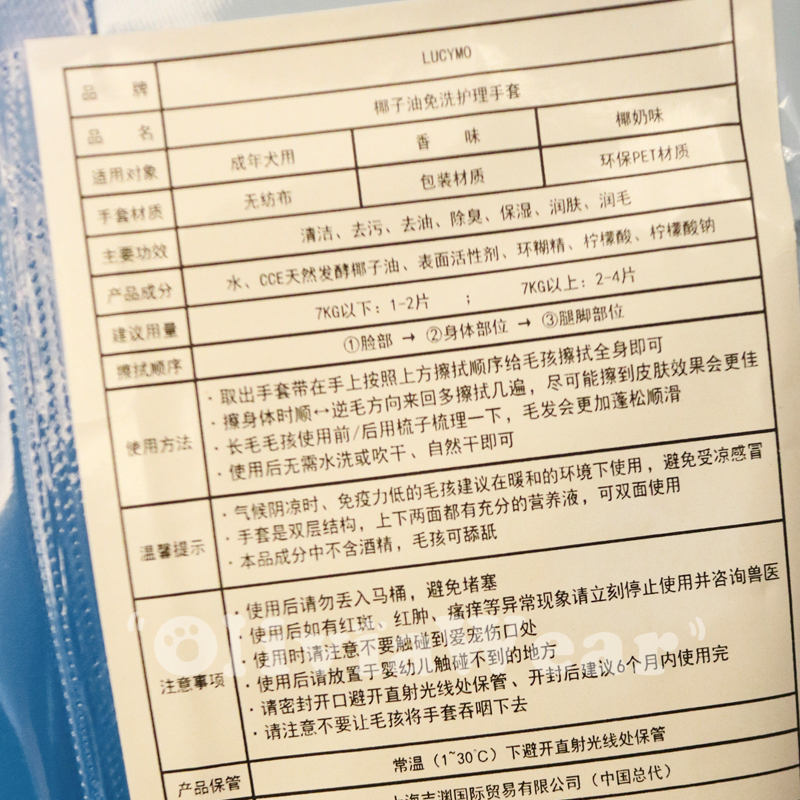 品 牌 LUCYMO
品 名 椰子油免洗护理手套
适用对象 成年犬用 香 味 椰奶味
手套材质 无纺布 包装材质 环保PET材质
主要功效 清洁、去污、去油、除臭、保湿、润肤、润毛
产品成分 水、CCE天然发酵椰子油、表面活性剂、环糊精、柠檬酸、柠檬酸钠
建议用量 7KG以下：1-2片 ； 7KG以上：2-4片
擦拭顺序 ①脸部 → ②身体部位 → ③腿脚部位
使用方法
· 取出手套带在手上按照上方擦拭顺序给毛孩擦拭全身即可
· 擦身体时顺↔逆毛方向来回多擦拭几遍，尽可能擦到皮肤效果会更佳
· 长毛毛孩使用前/后用梳子梳理一下，毛发会更加蓬松顺滑
· 使用后无需水洗或吹干、自然干即可
温馨提示
· 气候阴凉时、免疫力低的毛孩建议在暖和的环境下使用，避免受凉感冒
· 手套是双层结构，上下两面都有充分的营养液，可双面使用
· 本品成分中不含酒精，毛孩可舔舐
注意事项
· 使用后请勿丢入马桶，避免堵塞
· 使用后如有红斑、红肿、瘙痒等异常现象请立刻停止使用并咨询兽医
· 使用时请注意不要触碰到爱宠伤口处
· 使用后请放置于婴幼儿触碰不到的地方
· 请密封开口避开直射光线处保管、开封后建议6个月内使用完
· 请注意不要让毛孩将手套吞咽下去
产品保管 常温（1~30℃）下避开直射光线处保管
上海吉渊国际贸易有限公司（中国总代）